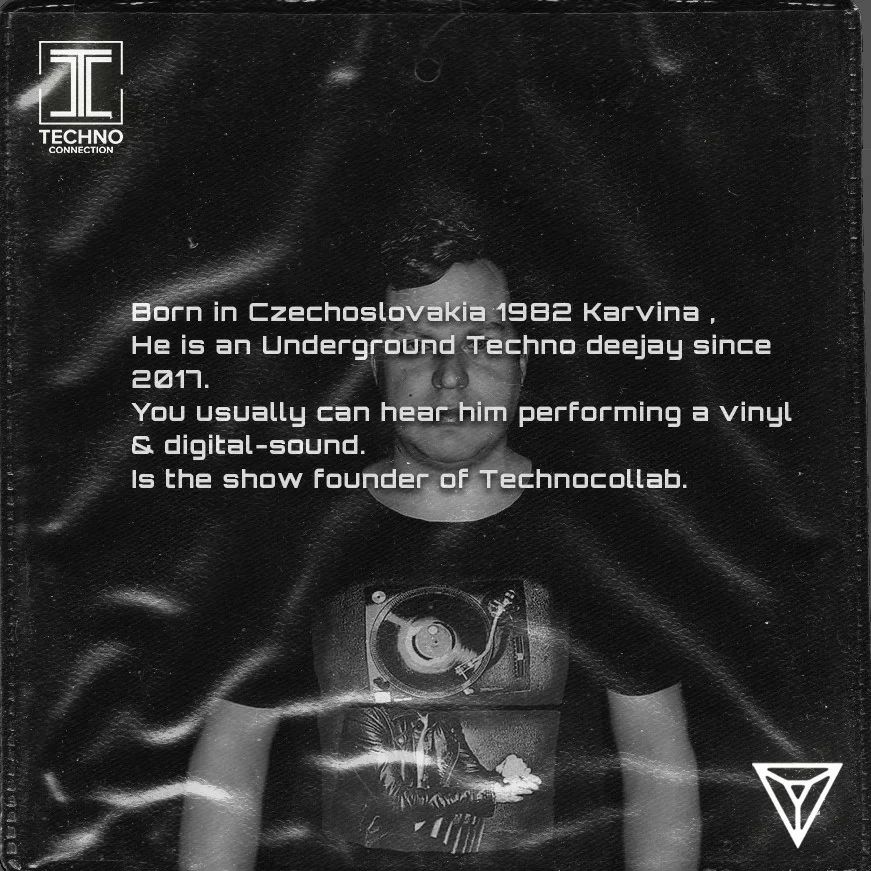 TECHNO
CONNECTION
Born in Czechoslovakia 1982 Karvina ,
He is an Underground Techno deejay since
2017.
You usually can hear him performing a vinyl
& digital-sound.
Is the show founder of Technocollab.